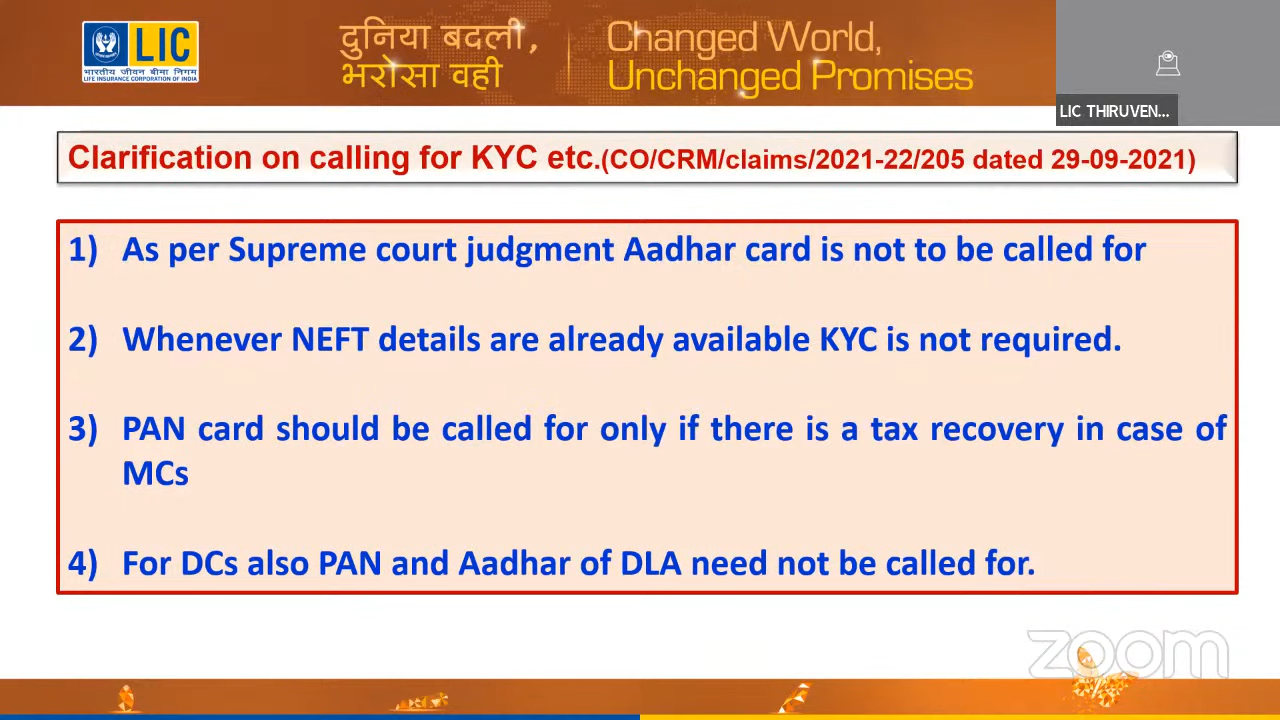 LIC
भारतीय जीवन बीमा निगम
LIFE INSURANCE CORPORATION OF INDIA
दुनिया बदली,
भरोसा वही
Changed World,
Unchanged Promises
LIC THIRUVEN...
Clarification on calling for KYC etc.(CO/CRM/claims/2021-22/205 dated 29-09-2021)
1) As per Supreme court judgment Aadhar card is not to be called for
2) Whenever NEFT details are already available KYC is not required.
3) PAN card should be called for only if there is a tax recovery in case of
MCs
4) For DCs also PAN and Aadhar of DLA need not be called for.
zoom